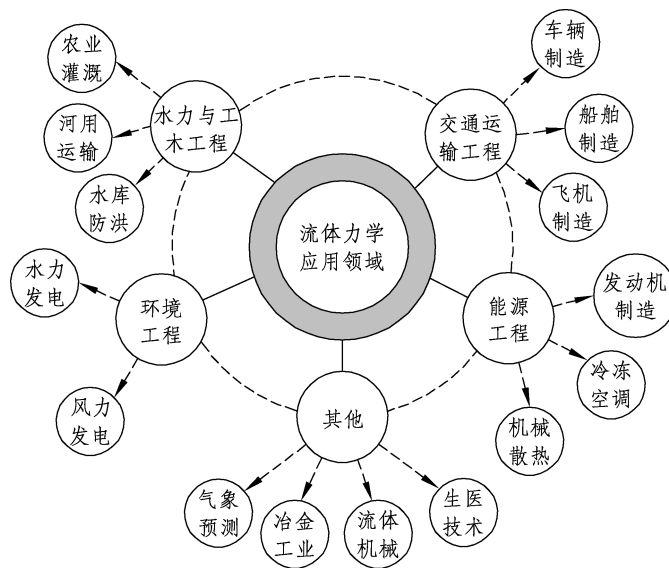 农业
灌溉
水力与工
木工程
河用
运输
水库
防洪
车辆
制造
交通运
输工程
船舶
制造
飞机
制造
流体力学
应用领域
水力
发电
环境
工程
风力
发电
能源
工程
发动机
制造
冷冻
空调
机械
散热
其他
气象
预测
冶金
工业
流体
机械
生医
技术